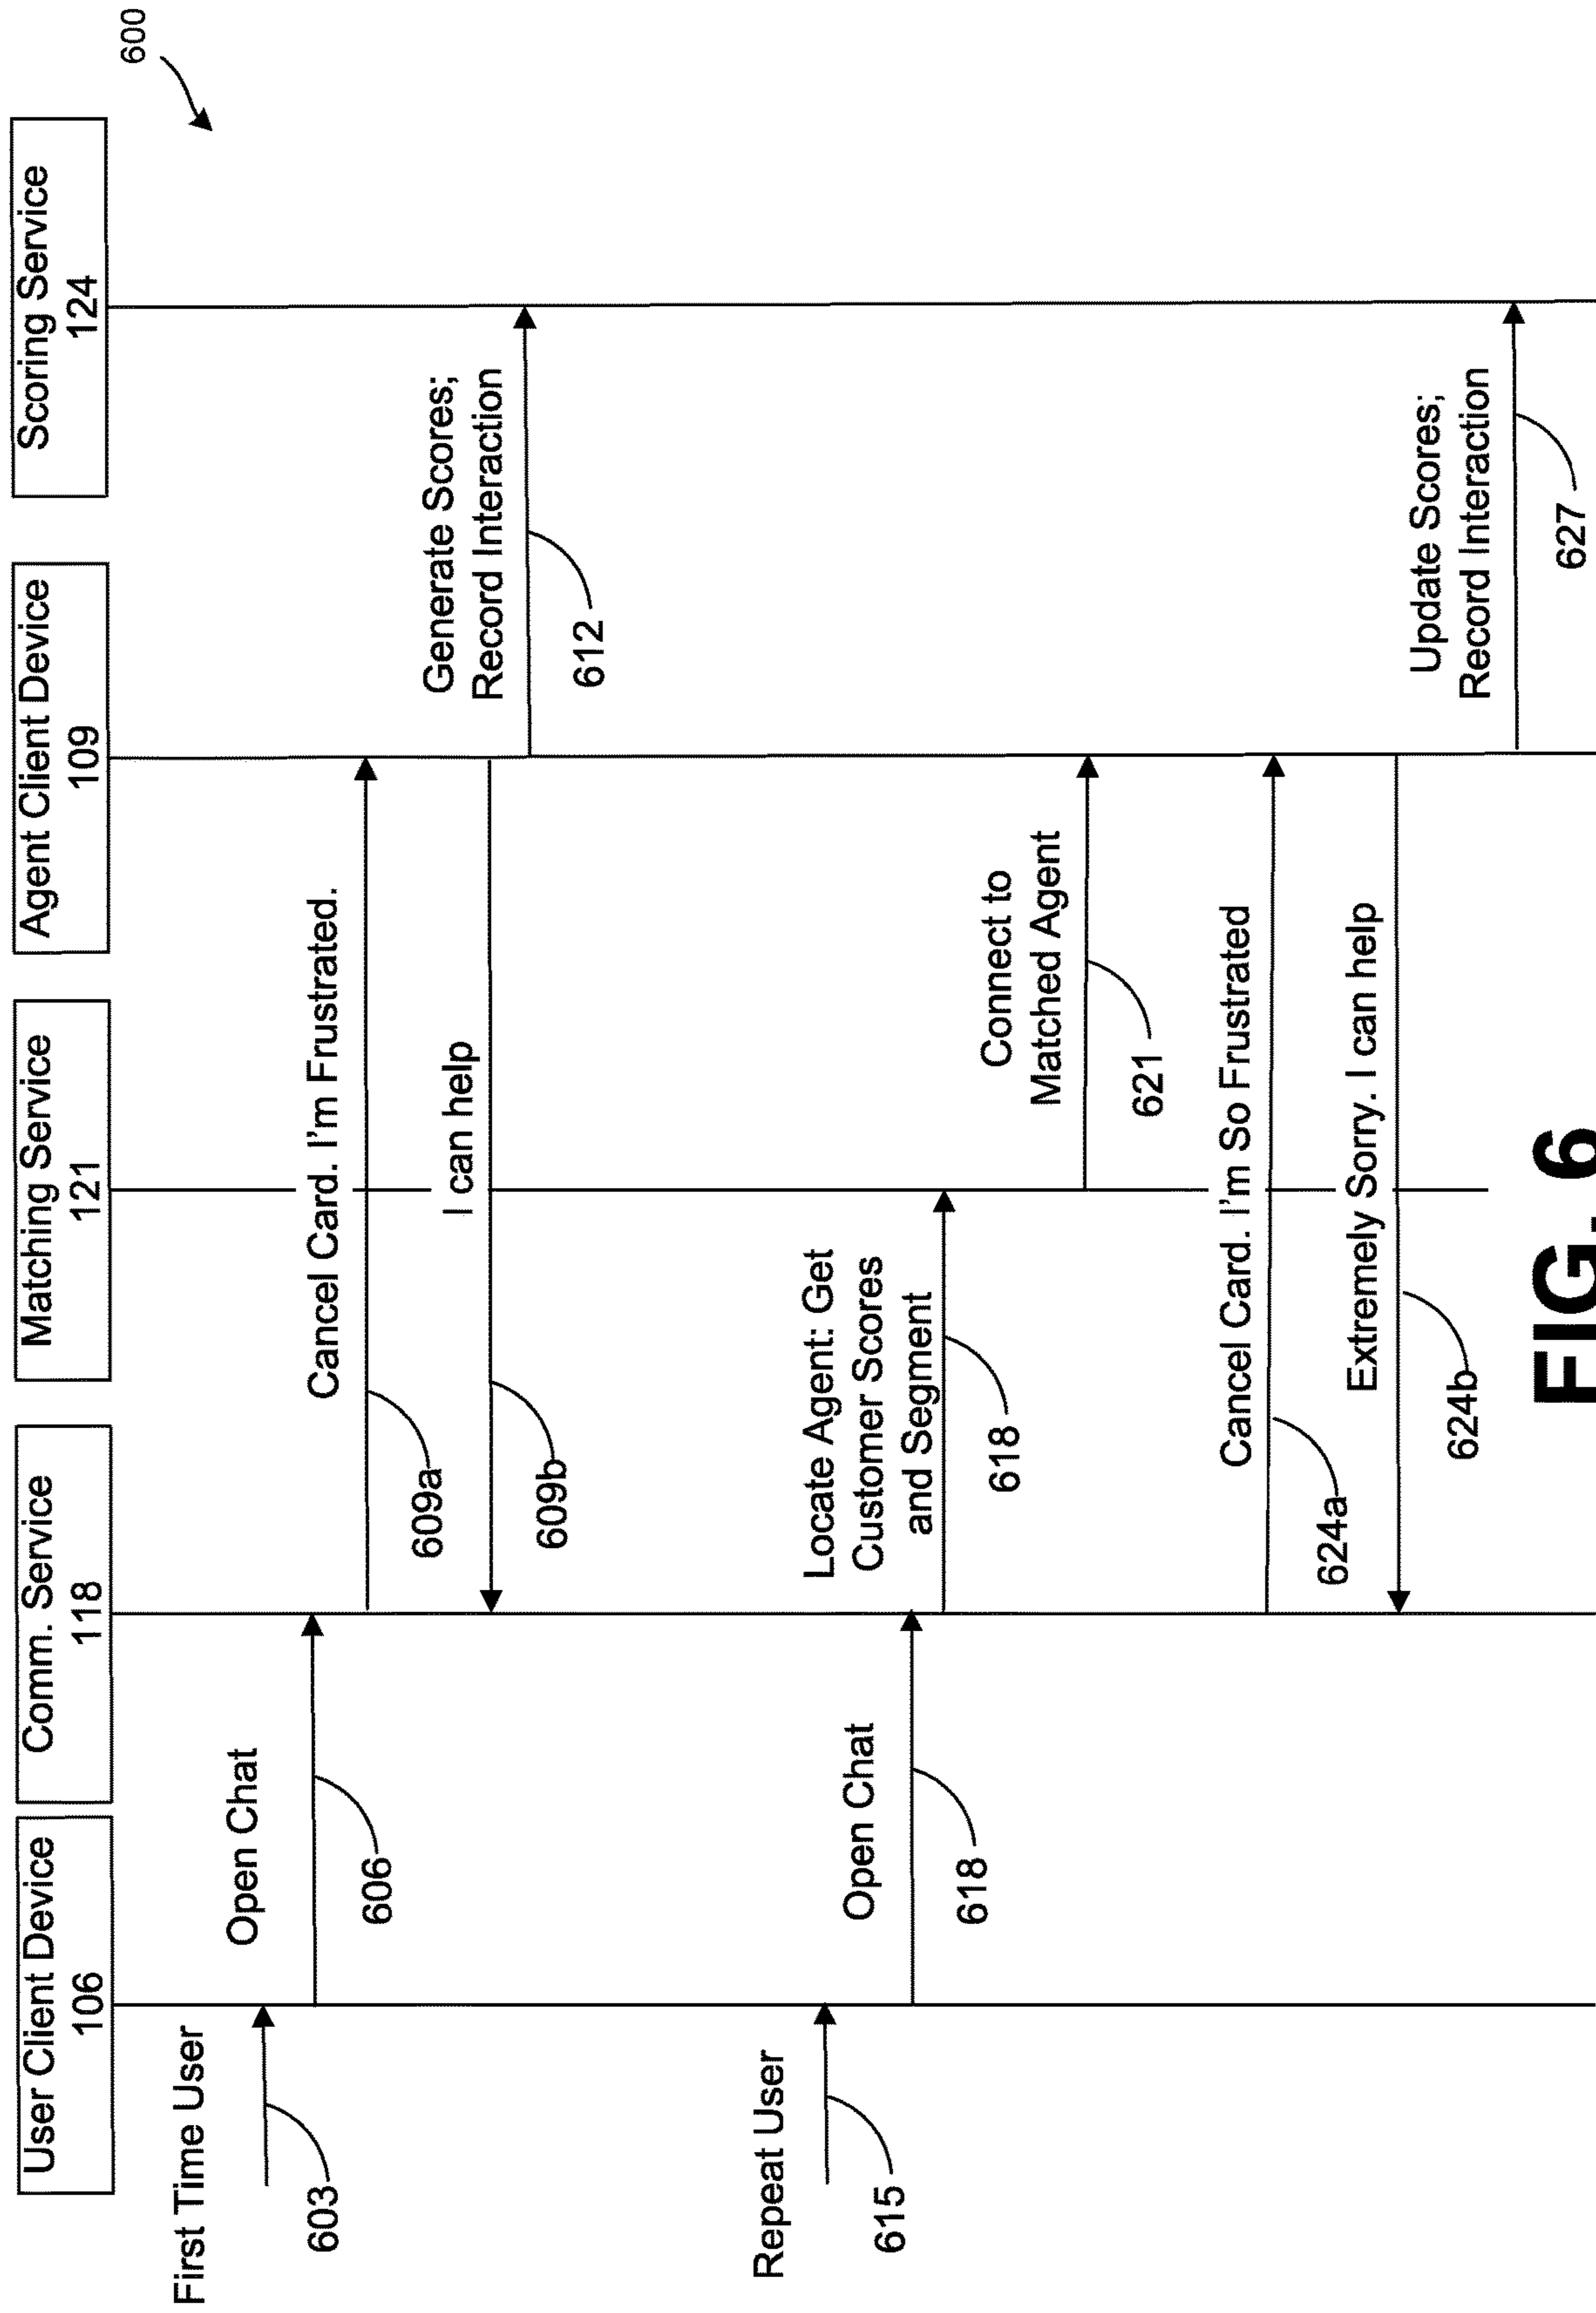 600
User Client Device
106
Comm. Service
118
Matching Service
121
Agent Client Device
109
Scoring Service
124
First Time User
603
Open Chat
606
Cancel Card. I'm Frustrated.
609a
I can help
609b
Generate Scores;
Record Interaction
612
Repeat User
615
Open Chat
618
Locate Agent: Get
Customer Scores
and Segment
618
Connect to
Matched Agent
621
Cancel Card. I'm So Frustrated
624a
Extremely Sorry. I can help
624b
Update Scores;
Record Interaction
627
FIG. 6